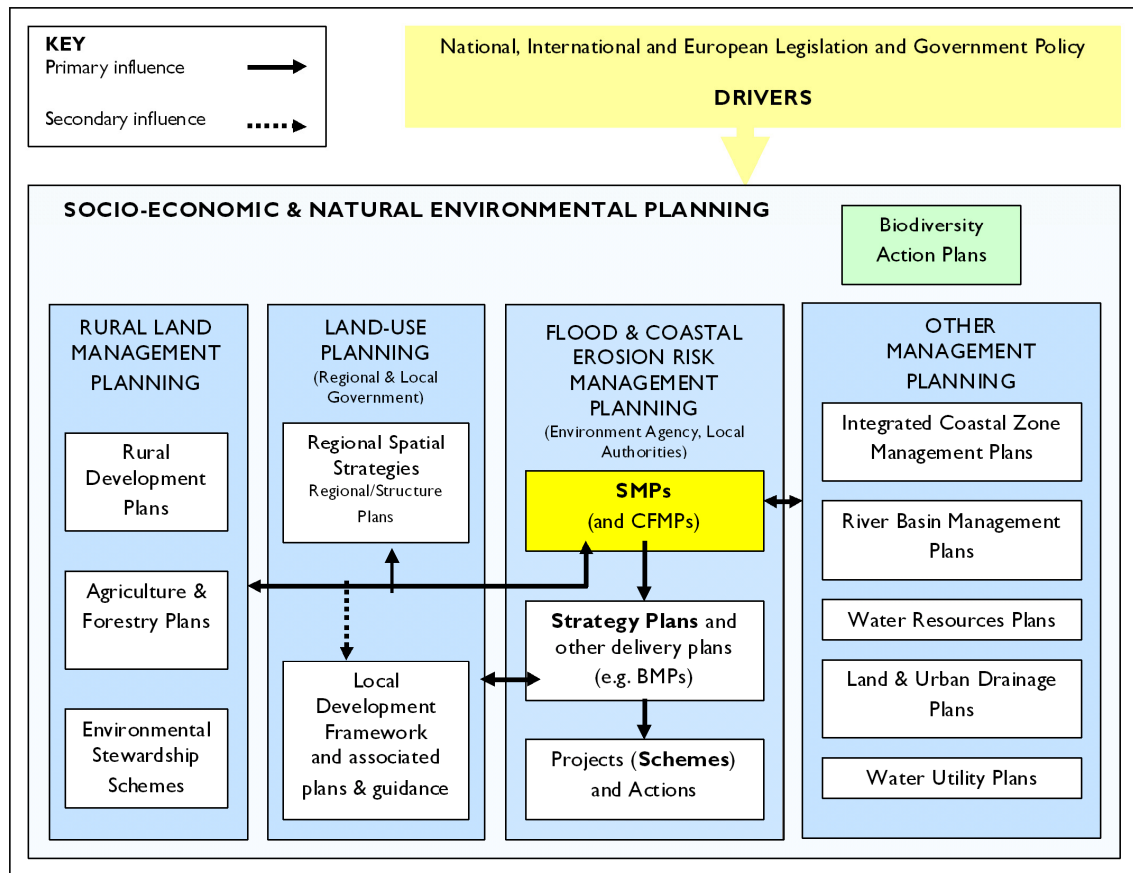 KEY
Primary influence
Secondary influence
National, International and European Legislation and Government Policy
DRIVERS
SOCIO-ECONOMIC & NATURAL ENVIRONMENTAL PLANNING
Biodiversity
Action Plans
RURAL LAND
MANAGEMENT
PLANNING
Rural
Development
Plans
Agriculture &
Forestry Plans
Environmental
Stewardship
Schemes
LAND-USE
PLANNING
(Regional & Local
Government)
Regional Spatial
Strategies
Regional/Structure
Plans
Local
Development
Framework
and associated
plans & guidance
FLOOD & COASTAL
EROSION RISK
MANAGEMENT
PLANNING
(Environment Agency, Local
Authorities)
SMPs
(and CFMPs)
Strategy Plans and
other delivery plans
(e.g. BMPs)
Projects (Schemes)
and Actions
OTHER
MANAGEMENT
PLANNING
Integrated Coastal Zone
Management Plans
River Basin Management
Plans
Water Resources Plans
Land & Urban Drainage
Plans
Water Utility Plans